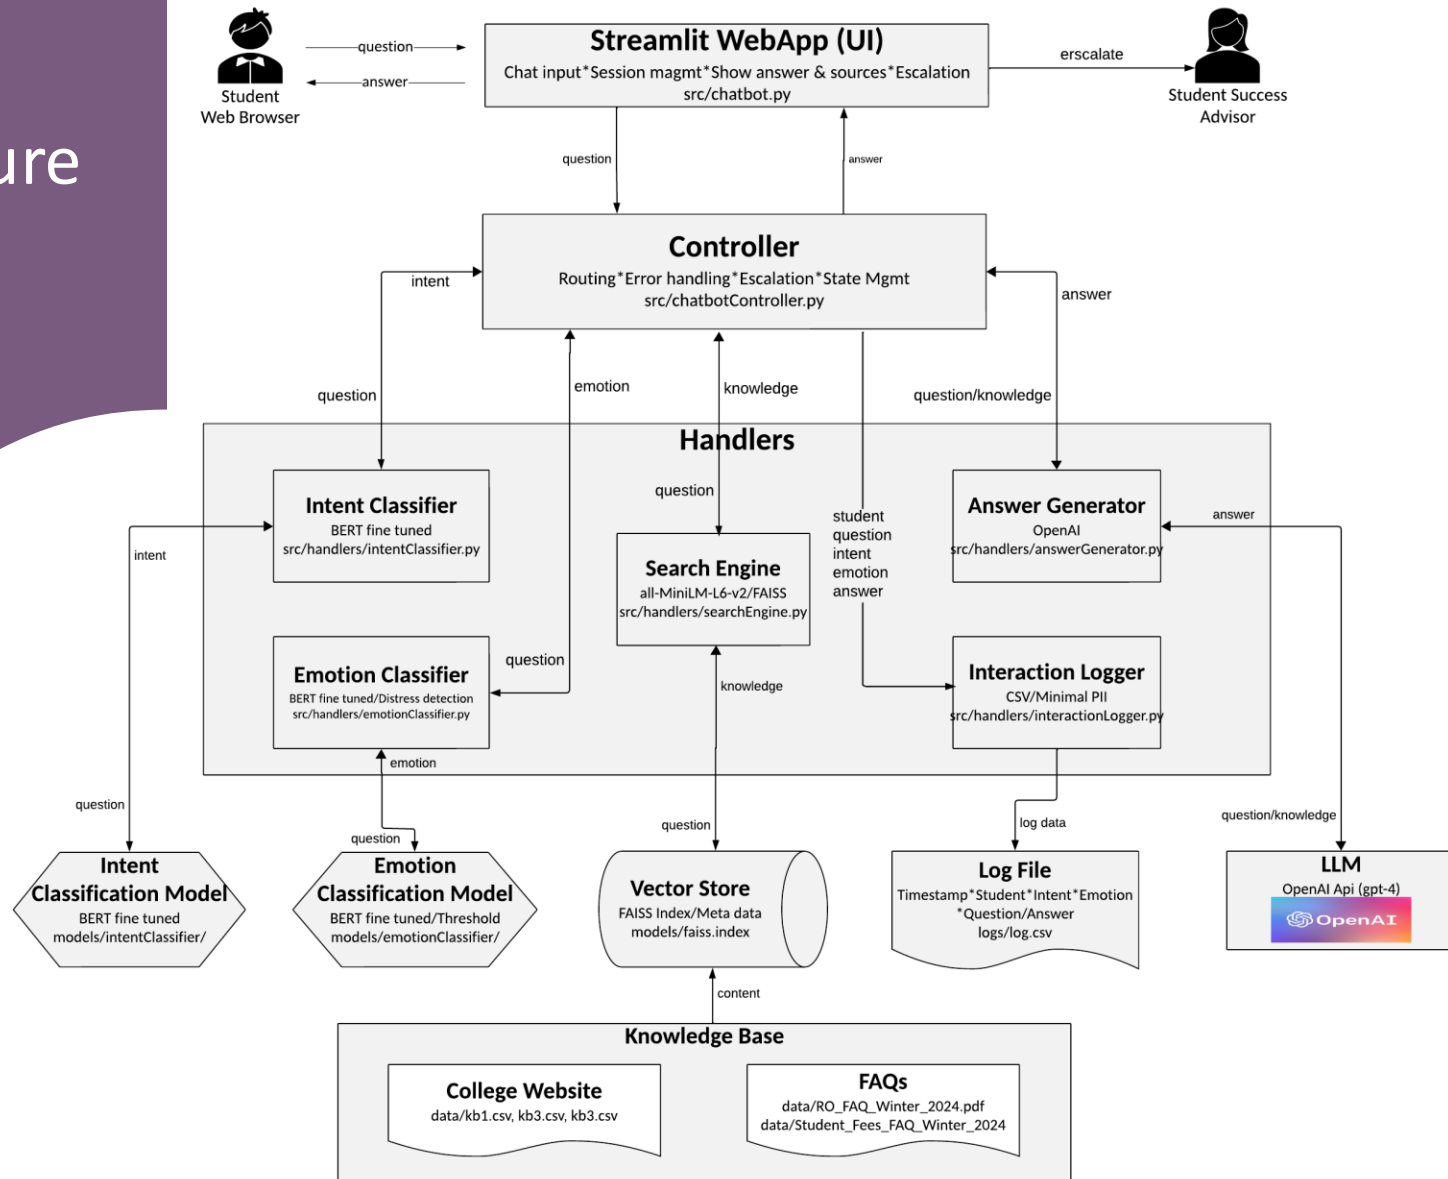 ure
Streamlit WebApp (UI)
Chat input*Session magmt*Show answer & sources*Escalation
src/chatbot.py
question
answer
Student
Web Browser
erscalate
Student Success
Advisor
question
answer
Controller
Routing*Error handling*Escalation*State Mgmt
src/chatbotController.py
intent
answer
question
emotion
knowledge
question/knowledge
Handlers
Intent Classifier
BERT fine tuned
src/handlers/intentClassifier.py
question
Search Engine
all-MiniLM-L6-v2/FAISS
src/handlers/searchEngine.py
student
question
intent
emotion
answer
Answer Generator
OpenAI
src/handlers/answerGenerator.py
answer
intent
Emotion Classifier
BERT fine tuned/Distress detection
src/handlers/emotionClassifier.py
question
knowledge
Interaction Logger
CSV/Minimal PII
src/handlers/interactionLogger.py
emotion
question
question
question
log data
question/knowledge
Intent
Classification Model
BERT fine tuned
models/intentClassifier/
Emotion
Classification Model
BERT fine tuned/Threshold
models/emotionClassifier/
Vector Store
FAISS Index/Meta data
models/faiss.index
Log File
Timestamp*Student*Intent*Emotion
*Question/Answer
logs/log.csv
LLM
OpenAI Api (gpt-4)
OpenAI
content
Knowledge Base
College Website
data/kb1.csv, kb3.csv, kb3.csv
FAQs
data/RO_FAQ_Winter_2024.pdf
data/Student_Fees_FAQ_Winter_2024